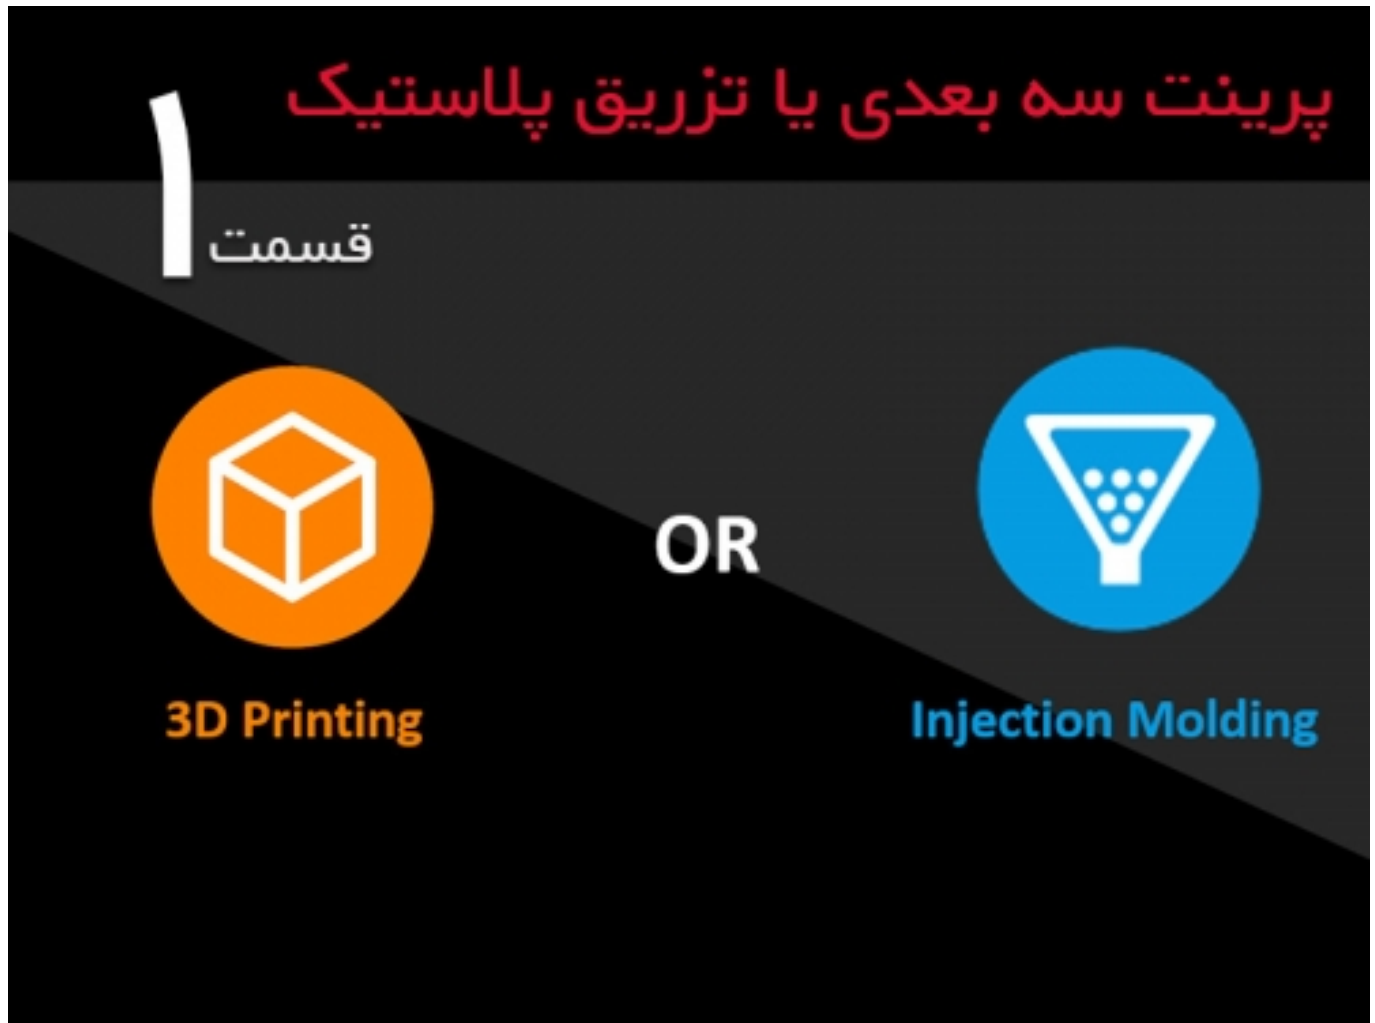 پرینت سه بعدی یا تزریق پلاستیک
قسمت ۱
OR
3D Printing
Injection Molding